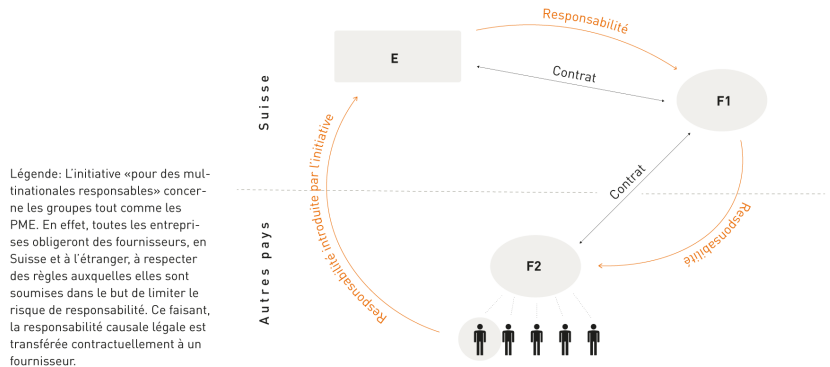 Responsabilité
E
Contrat
F1
Suisse
Responsabilité introduite par l'initiative
Légende: L'initiative «pour des mul-
tinationales responsables» concer-
ne les groupes tout comme les
PME. En effet, toutes les entrepri-
ses obligeront des fournisseurs, en
Suisse et à l'étranger, à respecter
des règles auxquelles elles sont
soumises dans le but de limiter le
risque de responsabilité. Ce faisant,
la responsabilité causale légale est
transférée contractuellement à un
fournisseur.
Contrat
Responsabilité
Autres pays
F2